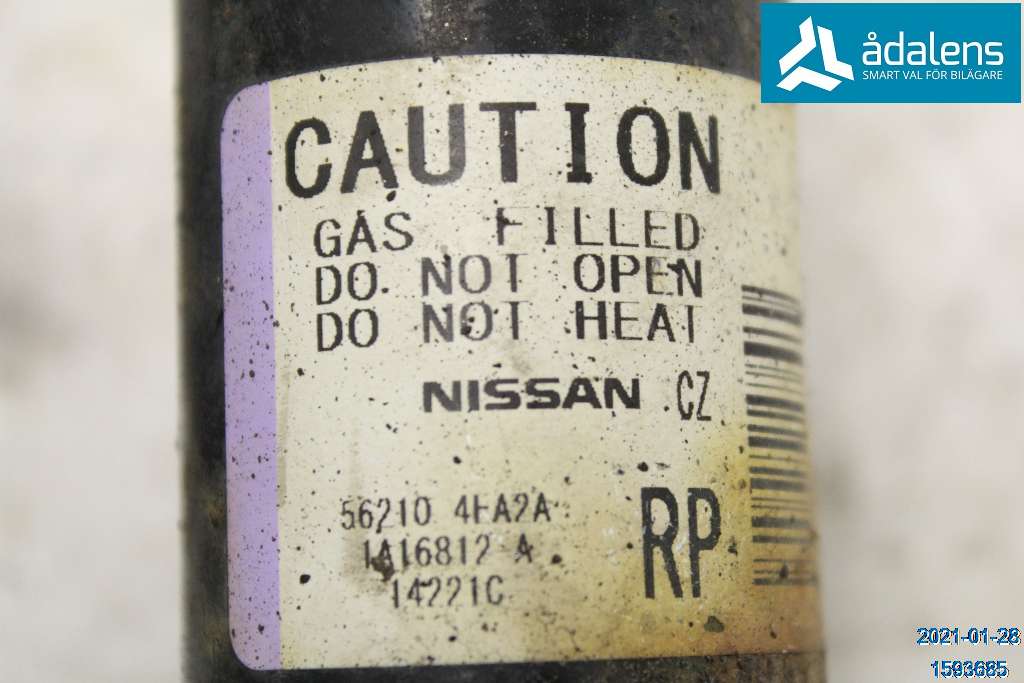 ådalens
SMART VAL FÖR BILÄGARE
CAUTION
GAS FILLED
DO NOT OPEN
DO NOT HEAT
NISSAN CZ
56210 4EA2A
1A16812 A
14221C
RP
2021-01-28
1593685